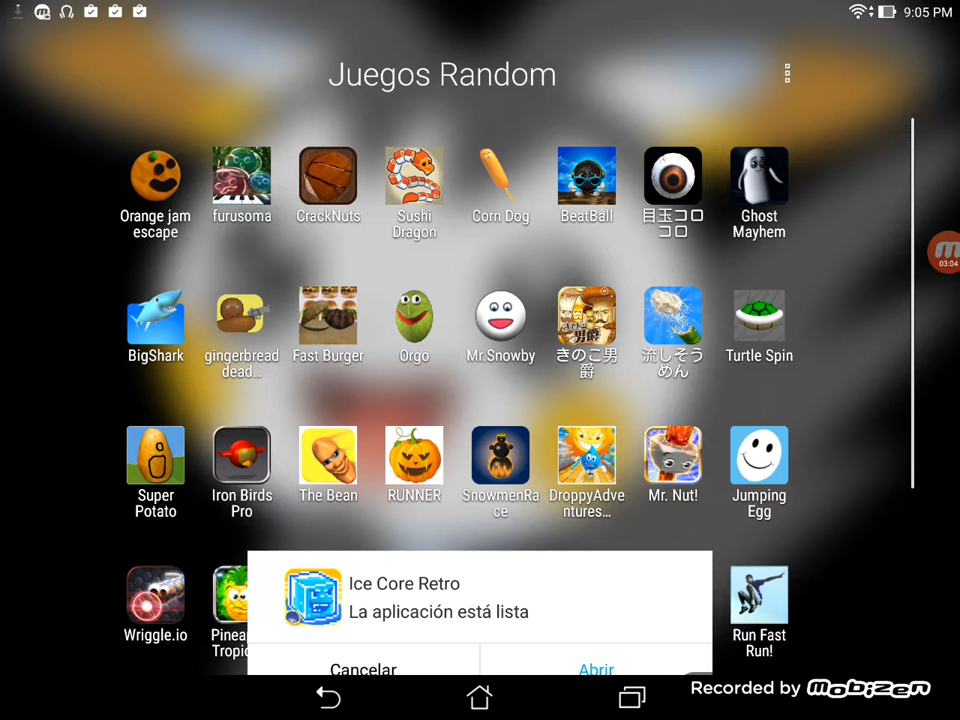 9:05 PM
Juegos Random
Orange jam
escape
furusoma
CrackNuts
Sushi
Dragon
Corn Dog
BeatBall
目玉コロ
コロ
Ghost
Mayhem
03:04
BigShark
gingerbread
dead...
Fast Burger
Orgo
Mr.Snowby
きのこ男
爵
流しそう
めん
Turtle Spin
Super
Potato
Iron Birds
Pro
The Bean
RUNNER
SnowmenRa
ce
DroppyAdve
ntures...
Mr. Nut!
Jumping
Egg
Wriggle.io
Pinea
Tropic
Ice Core Retro
La aplicación está lista
Cancelar
Abrir
Run Fast
Run!
Recorded by Mobizen